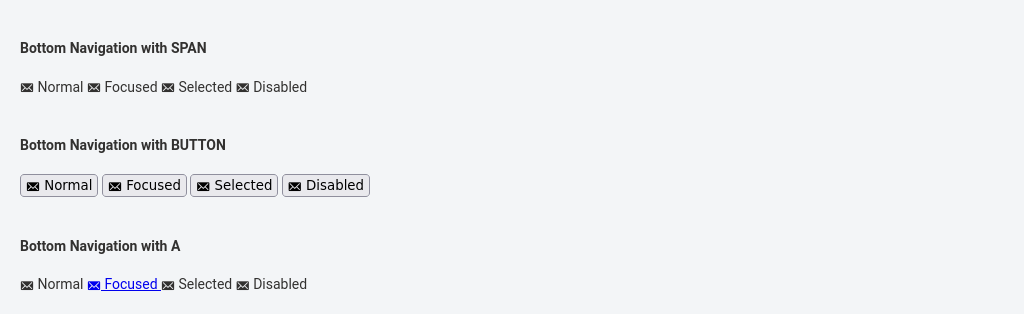 Bottom Navigation with SPAN
Normal Focused Selected Disabled
Bottom Navigation with BUTTON
Normal Focused Selected Disabled
Bottom Navigation with A
Normal Focused Selected Disabled